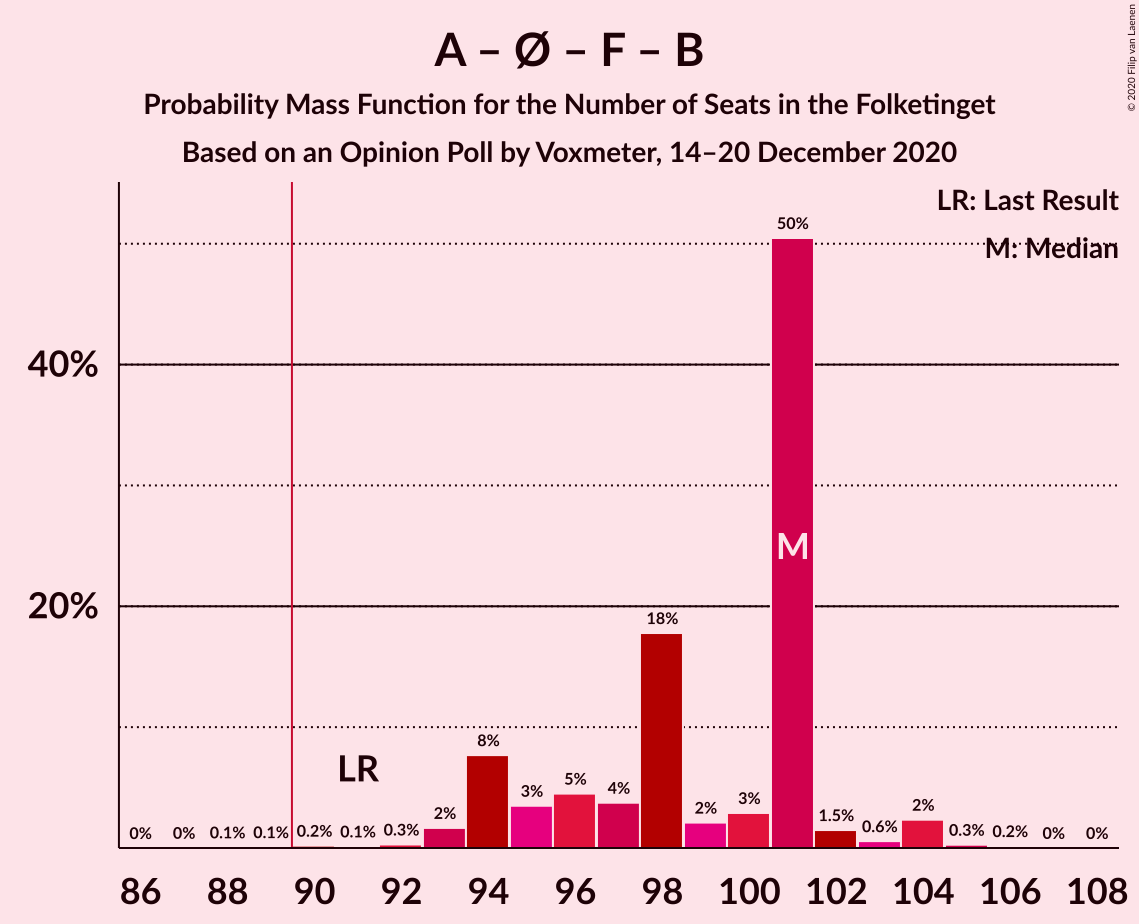 A – Ø – F – B
Probability Mass Function for the Number of Seats in the Folketinget
Based on an Opinion Poll by Voxmeter, 14–20 December 2020
© 2020 Filip van Laenen
LR: Last Result
M: Median
50%
40%
M
20%
18%
8%
LR
5%
4%
3%
3%
2%
2%
2%
1.5%
0.6%
0% 0% 0.1% 0.1% 0.2% 0.1% 0.3% 0.3% 0.2% 0% 0%
86 88 90 92 94 96 98 100 102 104 106 108